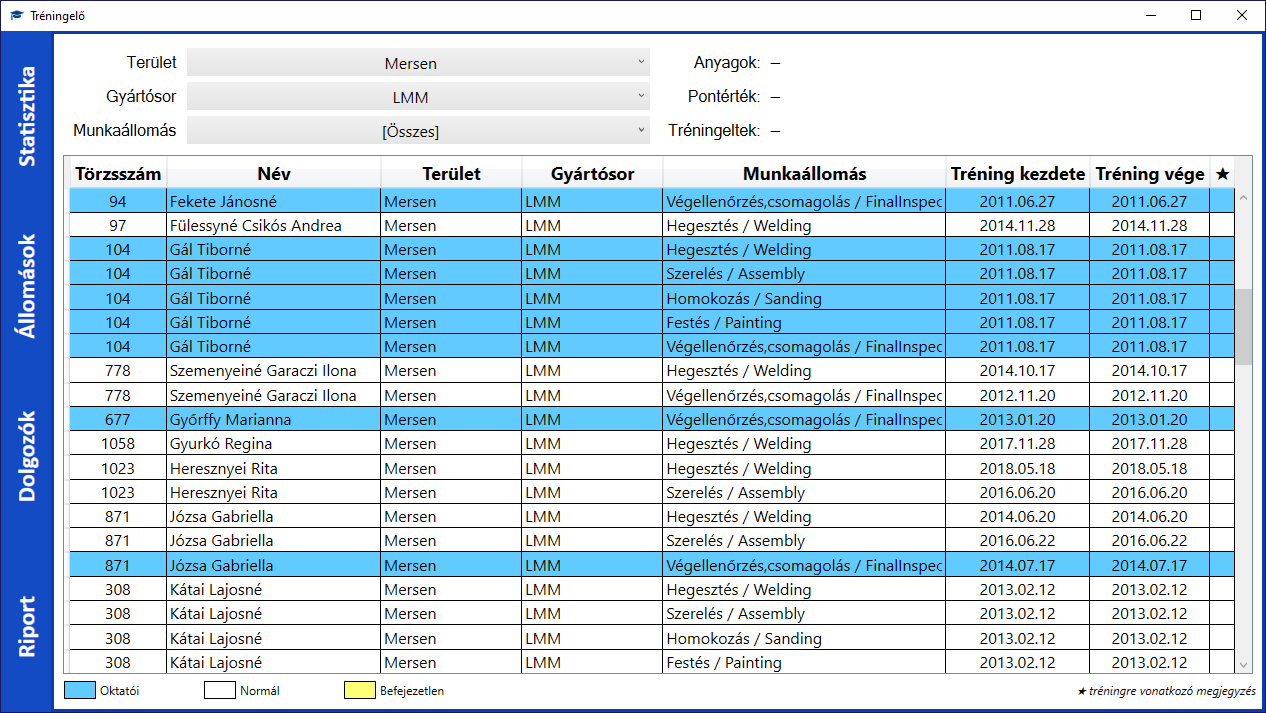 Tréningelő
Statisztika
Állomások
Dolgozók
Riport
Terület Mersen Anyagok: –
Gyártósor LMM Pontérték: –
Munkaállomás [Összes] Tréningeltek: –
Törzsszám Név Terület Gyártósor Munkaállomás Tréning kezdete Tréning vége ★
94 Fekete Jánosné Mersen LMM Végellenőrzés,csomagolás / FinalInspec 2011.06.27 2011.06.27
97 Fülessyné Csikós Andrea Mersen LMM Hegesztés / Welding 2014.11.28 2014.11.28
104 Gál Tiborné Mersen LMM Hegesztés / Welding 2011.08.17 2011.08.17
104 Gál Tiborné Mersen LMM Szerelés / Assembly 2011.08.17 2011.08.17
104 Gál Tiborné Mersen LMM Homokozás / Sanding 2011.08.17 2011.08.17
104 Gál Tiborné Mersen LMM Festés / Painting 2011.08.17 2011.08.17
104 Gál Tiborné Mersen LMM Végellenőrzés,csomagolás / FinalInspec 2011.08.17 2011.08.17
778 Szemenyeiné Garaczi Ilona Mersen LMM Hegesztés / Welding 2014.10.17 2014.10.17
778 Szemenyeiné Garaczi Ilona Mersen LMM Végellenőrzés,csomagolás / FinalInspec 2012.11.20 2012.11.20
677 Győrffy Marianna Mersen LMM Végellenőrzés,csomagolás / FinalInspec 2013.01.20 2013.01.20
1058 Gyurkó Regina Mersen LMM Hegesztés / Welding 2017.11.28 2017.11.28
1023 Heresznyei Rita Mersen LMM Hegesztés / Welding 2018.05.18 2018.05.18
1023 Heresznyei Rita Mersen LMM Szerelés / Assembly 2016.06.20 2016.06.20
871 Józsa Gabriella Mersen LMM Hegesztés / Welding 2014.06.20 2014.06.20
871 Józsa Gabriella Mersen LMM Szerelés / Assembly 2016.06.22 2016.06.22
871 Józsa Gabriella Mersen LMM Végellenőrzés,csomagolás / FinalInspec 2014.07.17 2014.07.17
308 Kátai Lajosné Mersen LMM Hegesztés / Welding 2013.02.12 2013.02.12
308 Kátai Lajosné Mersen LMM Szerelés / Assembly 2013.02.12 2013.02.12
308 Kátai Lajosné Mersen LMM Homokozás / Sanding 2013.02.12 2013.02.12
308 Kátai Lajosné Mersen LMM Festés / Painting 2013.02.12 2013.02.12
Oktatói Normál Befejezetlen ★ tréningre vonatkozó megjegyzés